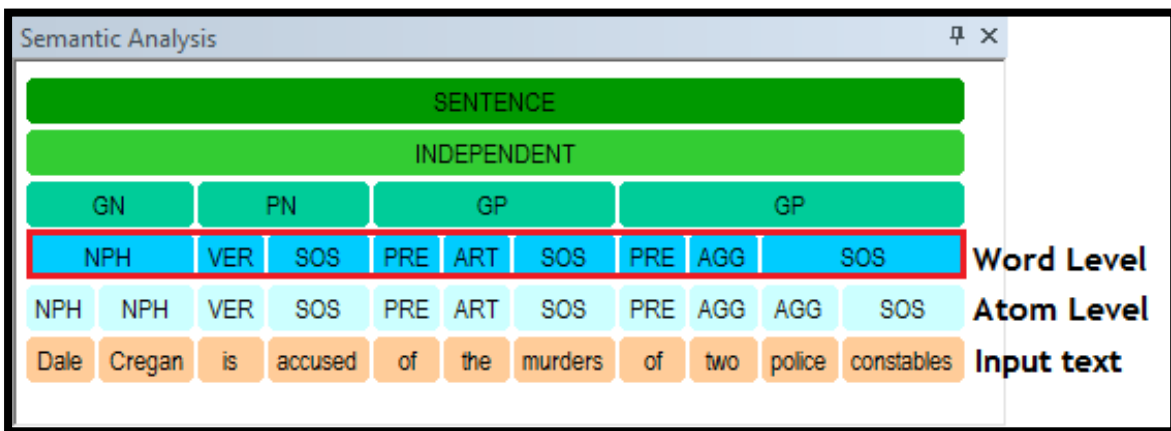 Semantic Analysis
SENTENCE
INDEPENDENT
GN PN GP GP
NPH VER SOS PRE ART SOS PRE AGG SOS Word Level
NPH NPH VER SOS PRE ART SOS PRE AGG AGG SOS Atom Level
Dale Cregan is accused of the murders of two police constables Input text